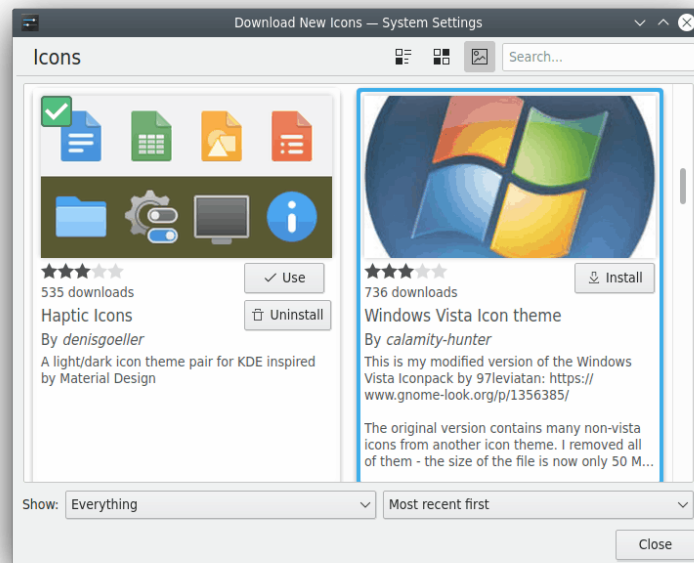 Download New Icons — System Settings
Icons
Search...
535 downloads
Use
Haptic Icons
Uninstall
By denisgoeller
A light/dark icon theme pair for KDE inspired
by Material Design
736 downloads
Install
Windows Vista Icon theme
By calamity-hunter
This is my modified version of the Windows
Vista Iconpack by 97leviatan: https://
www.gnome-look.org/p/1356385/
The original version contains many non-vista
icons from another icon theme. I removed all
of them - the size of the file is now only 50 M...
Show:
Everything
Most recent first
Close